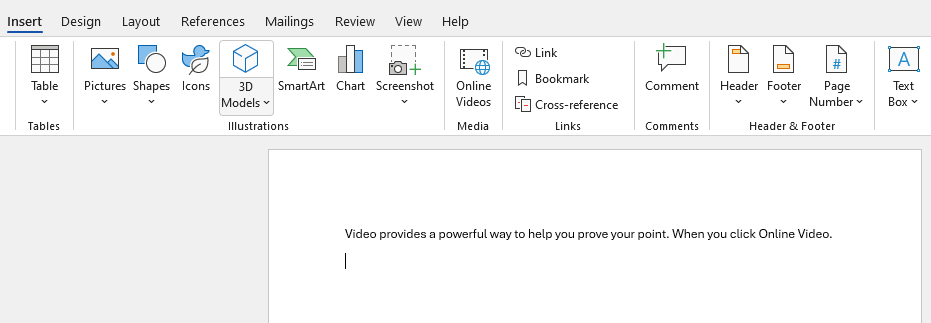 Insert Design Layout References Mailings Review View Help
Table
Pictures
Shapes
Icons
3D
Models
SmartArt
Chart
Screenshot
Online
Videos
Link
Bookmark
Cross-reference
Comment
Header
Footer
Page
Number
#
A
Text
Box
Tables Illustrations Media Links Comments Header & Footer
Video provides a powerful way to help you prove your point. When you click Online Video.